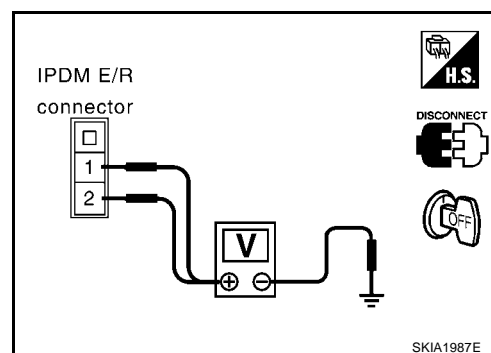 IPDM E/R
connector
1
2
V
+ −
H.S.
DISCONNECT
OFF
SKIA1987E